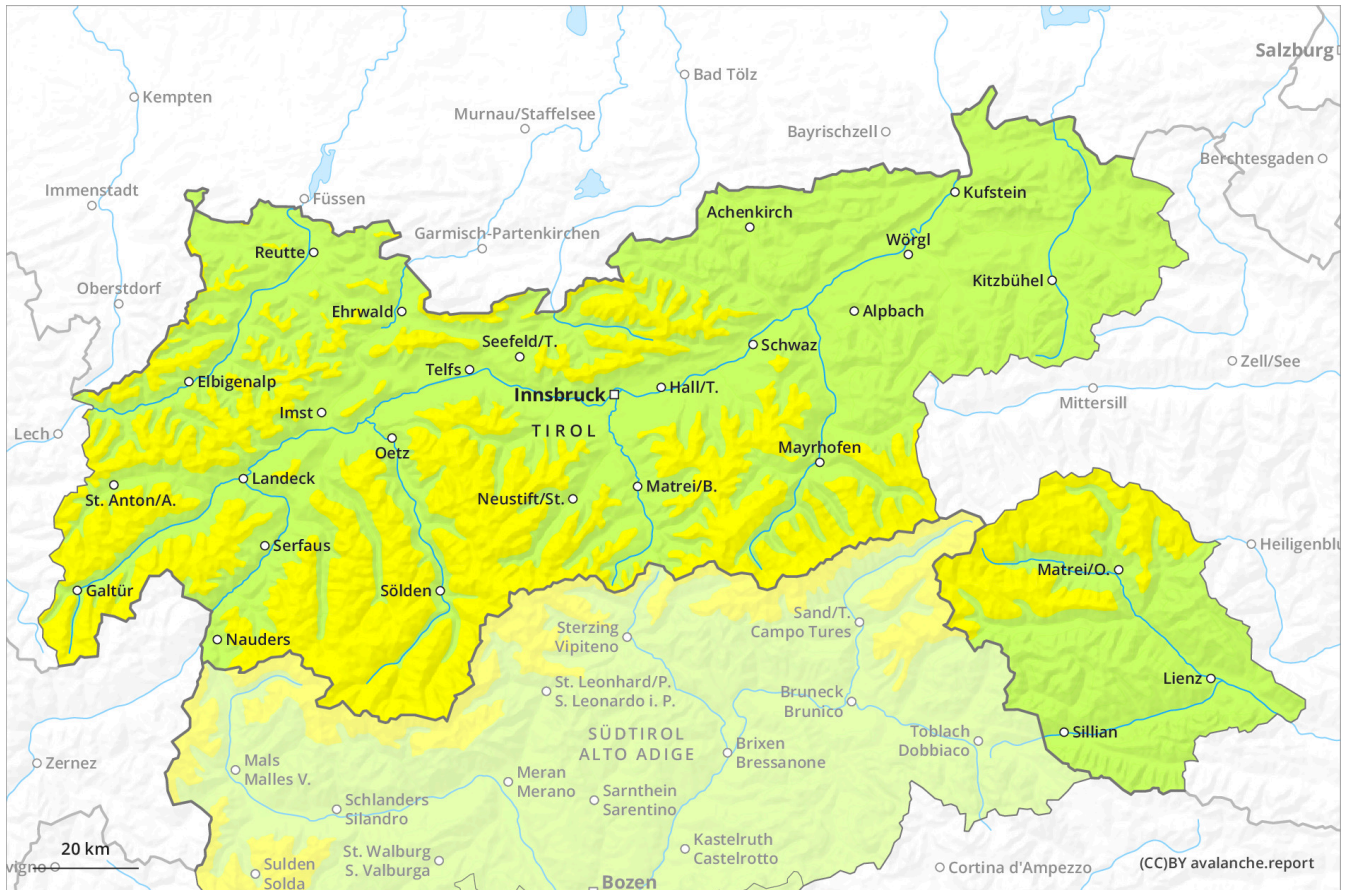 Salzburg
Bad Tölz
Kempten
Murnau/Staffelsee
Bayrischzell
Berchtesgaden
Immenstadt
Füssen
Kufstein
Achenkirch
Garmisch-Partenkirchen
Reutte
Wörgl
Oberstdorf
Kitzbühel
Ehrwald
Alpbach
Seefeld/T.
Schwaz
Zell/See
Telfs
Elbigenalp
Hall/T.
Innsbruck
Mittersill
Imst
TIROL
Lech
Oetz
Mayrhofen
Landeck
Matrei/B.
St. Anton/A.
Neustift/St.
Serfaus
Heiligenblu
Matrei/O.
Galtür
Sölden
Sand/T.
Campo Tures
Sterzing
Vipiteno
Nauders
Lienz
St. Leonhard/P.
S. Leonardo i. P.
Bruneck
Brunico
SÜDTIROL
ALTO ADIGE
Toblach
Dobbiaco
Sillian
Brixen
Bressanone
Zernez
Mals
Malles V.
Meran
Merano
Sarnthein
Sarentino
Schlanders
Silandro
Kastelruth
Castelrotto
20 km
St. Walburg
S. Valburga
(CC)BY avalanche.report
vigno
Sulden
Solda
Cortina d'Ampezzo
Bozen